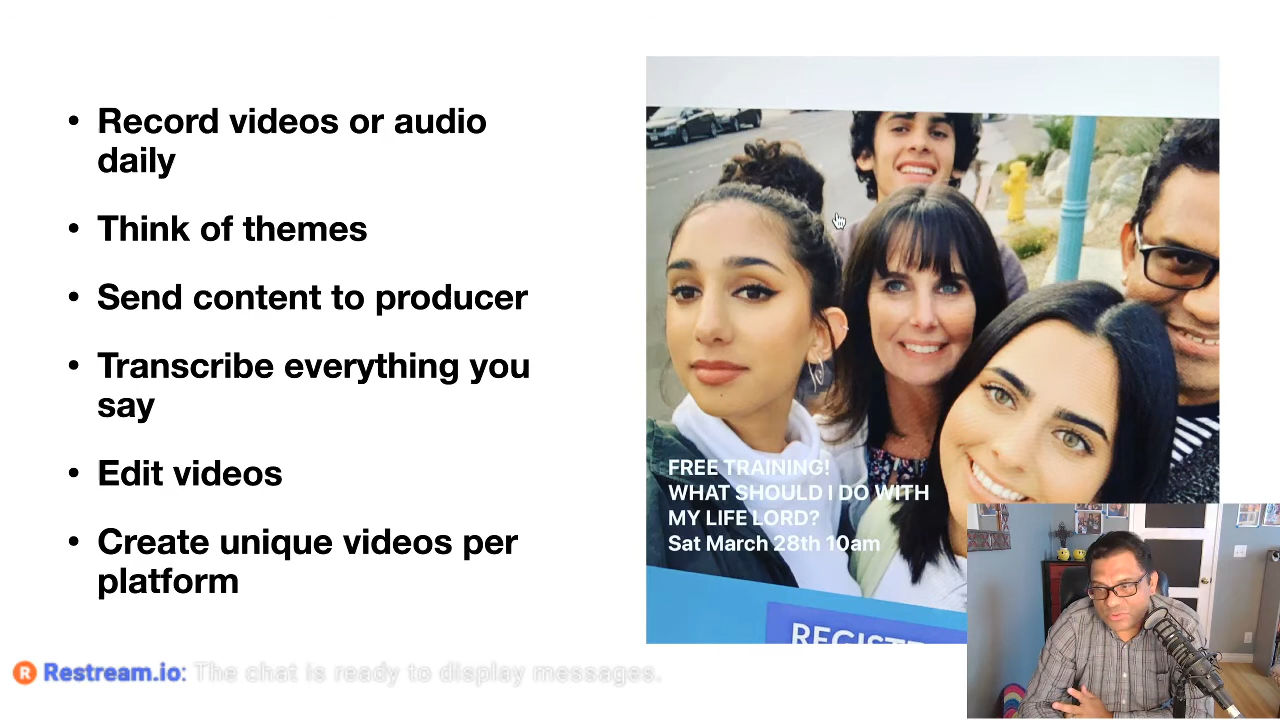 • Record videos or audio
daily
• Think of themes
• Send content to producer
• Transcribe everything you
say
• Edit videos
• Create unique videos per
platform
FREE TRAINING!
WHAT SHOULD I DO WITH
MY LIFE LORD?
Sat March 28th 10am
R Restream.io: The chat is ready to display messages.